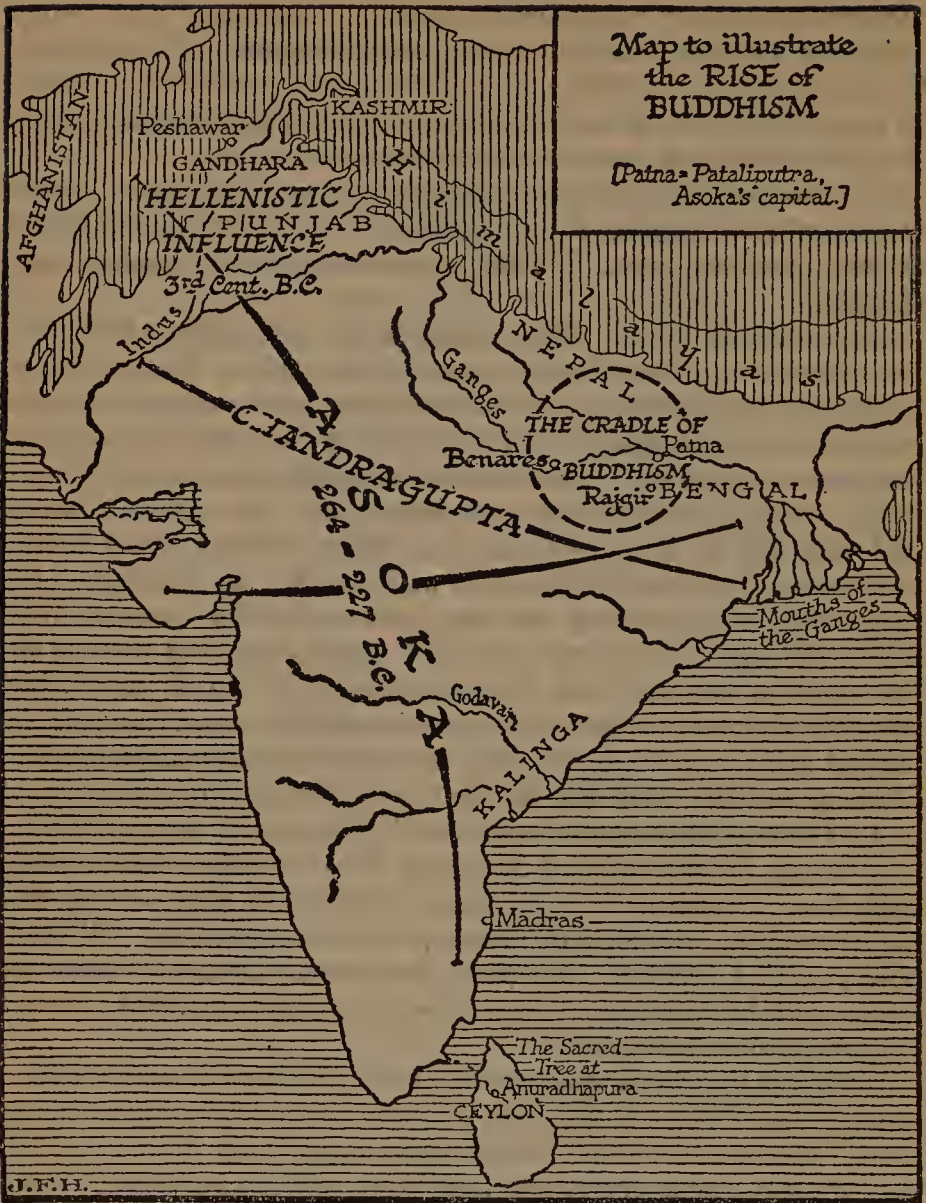 Map to illustrate
the RISE of
BUDDHISM
[Patna = Pataliputra,
Asoka's capital.]
AFGHANISTAN
KASHMIR
Peshawar
GANDHARA
HELLENISTIC
PUNJAB
INFLUENCE
3rd Cent. B.C.
Himalayas
Indus
NEPAL
Ganges
THE CRADLE OF
Patna
Benares
BUDDHISM
Rajgir
BENGAL
CHANDRAGUPTA
ASOKA
264 - 227 B.C.
Mouths of
the Ganges
Godavari
KALINGA
Madras
The Sacred
Tree at
Anuradhapura
CEYLON
J.F.H.